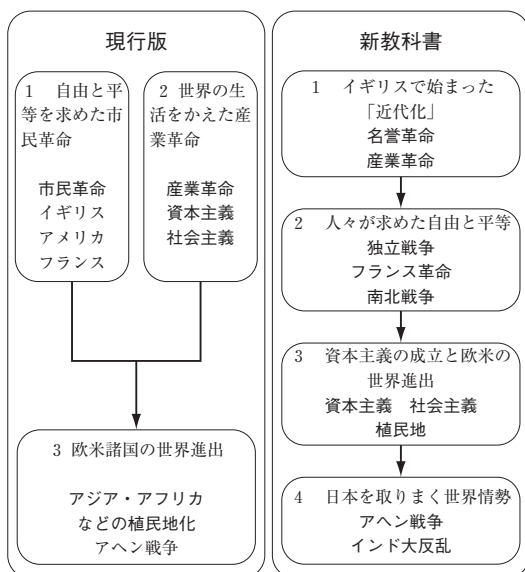 現行版
1 自由と平
等を求めた市
民革命
市民革命
イギリス
アメリカ
フランス
2 世界の生
活をかえた産
業革命
産業革命
資本主義
社会主義
3 欧米諸国の世界進出
アジア・アフリカ
などの植民地化
アヘン戦争
新教科書
1 イギリスで始まった
「近代化」
名誉革命
産業革命
2 人々が求めた自由と平等
独立戦争
フランス革命
南北戦争
3 資本主義の成立と欧米の
世界進出
資本主義 社会主義
植民地
4 日本を取りまく世界情勢
アヘン戦争
インド大反乱